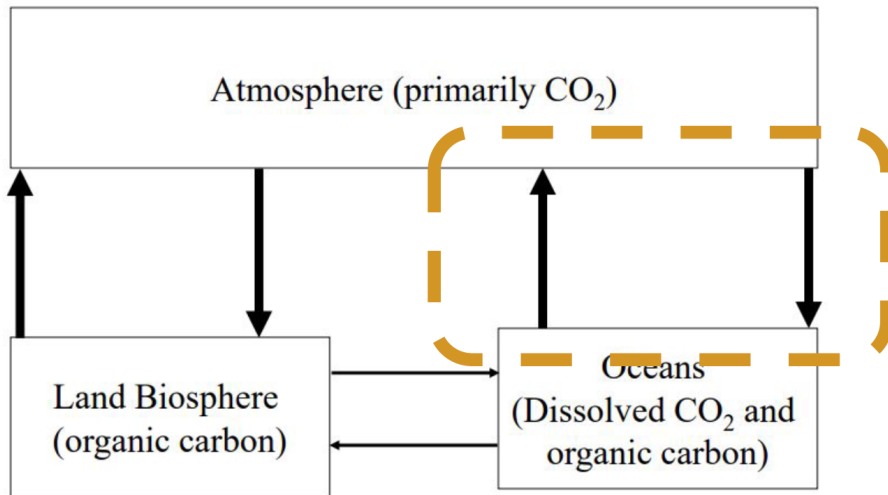 Atmosphere (primarily CO₂)
Land Biosphere
(organic carbon)
Oceans
(Dissolved CO₂ and
organic carbon)